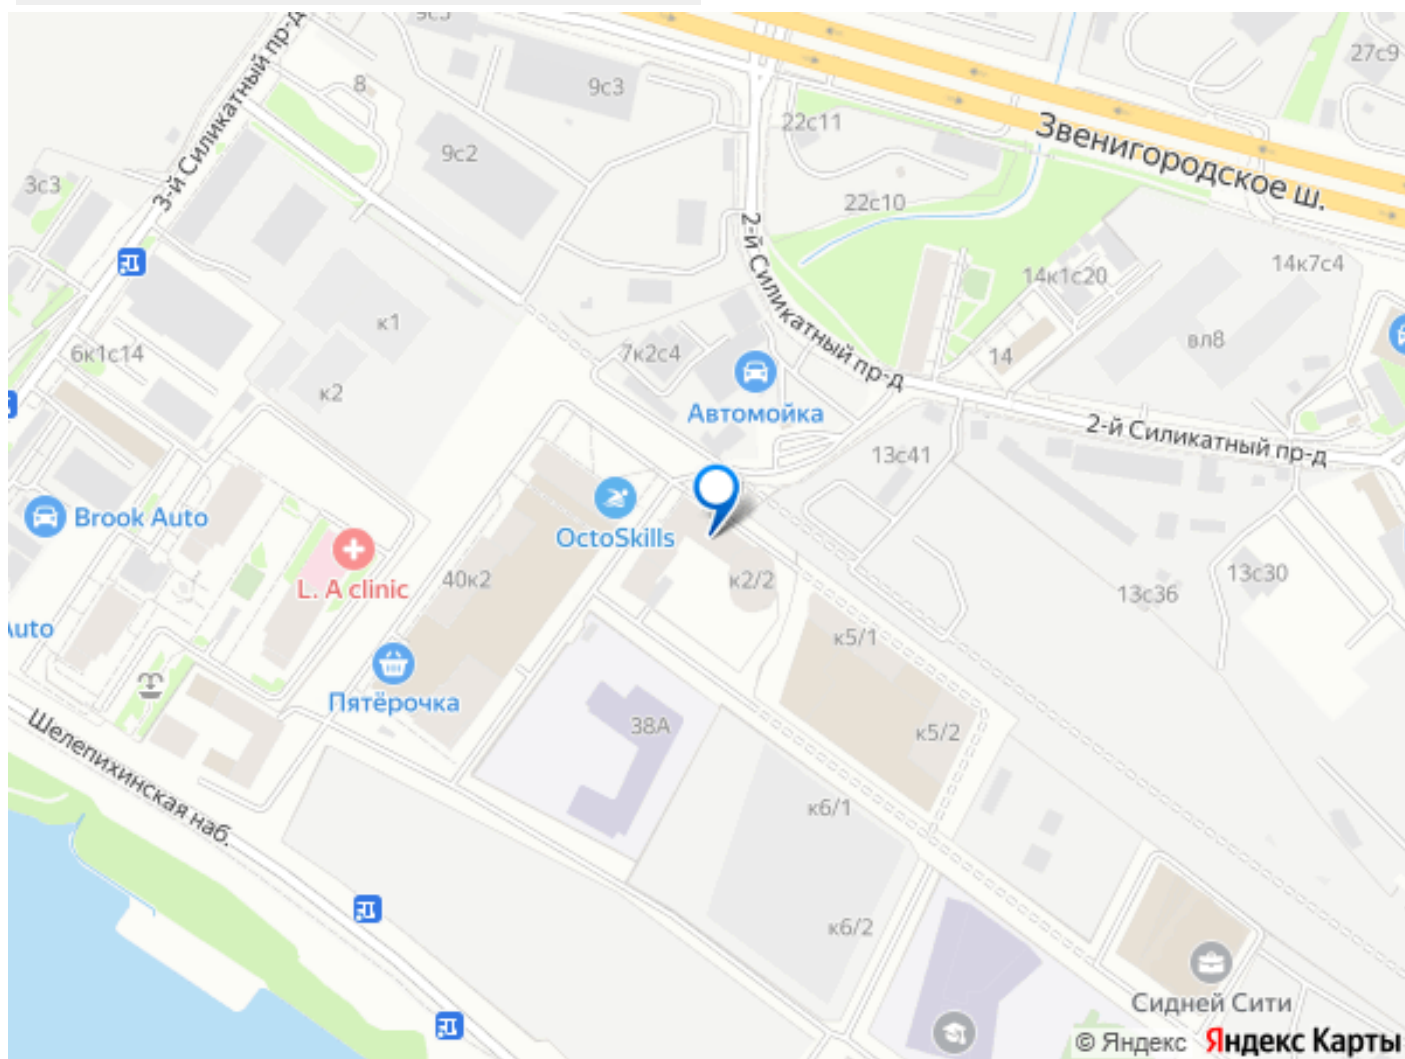 9с5
3-й Силикатный пр-д
8
9с3
9с2
27с9
22с11
Звенигородское ш.
3с3
22с10
2-й Силикатный пр-д
14к1с20
14к7с4
к1
6к1с14
7к2с4
14
вл8
к2
Автомойка
2-й Силикатный пр-д
13с41
Brook Auto
OctoSkills
L. A clinic
40к2
к2/2
13с30
13с36
Auto
к5/1
Пятёрочка
38А
к5/2
Шелепихинская наб.
к6/1
к6/2
Сидней Сити
© Яндекс Яндекс Карты